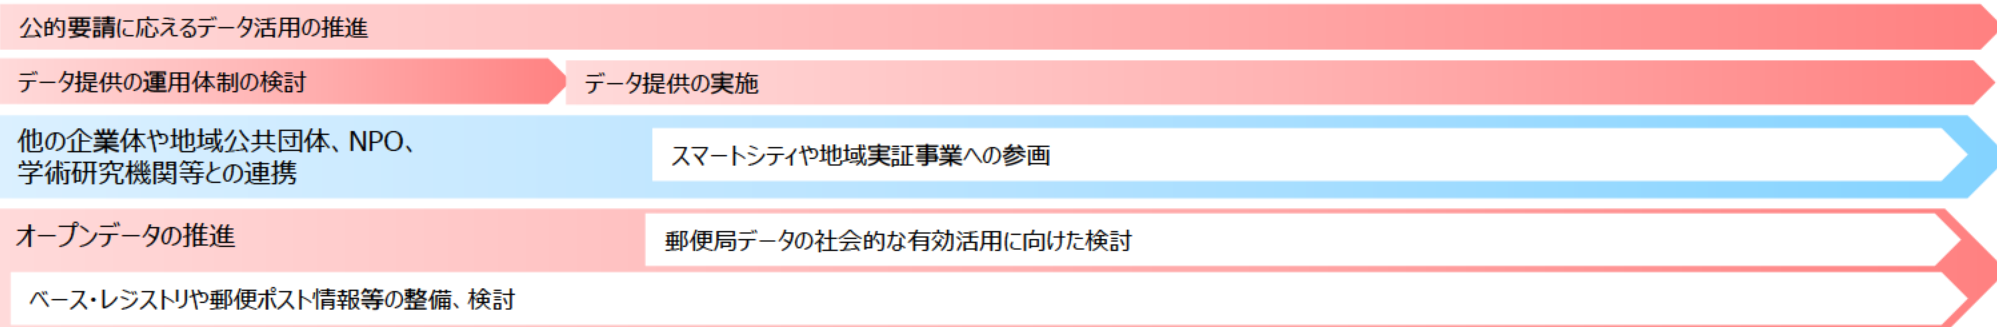 公的要請に応えるデータ活用の推進
データ提供の運用体制の検討
データ提供の実施
他の企業体や地域公共団体、NPO、
学術研究機関等との連携
スマートシティや地域実証事業への参画
オープンデータの推進
郵便局データの社会的な有効活用に向けた検討
ベース・レジストリや郵便ポスト情報等の整備、検討